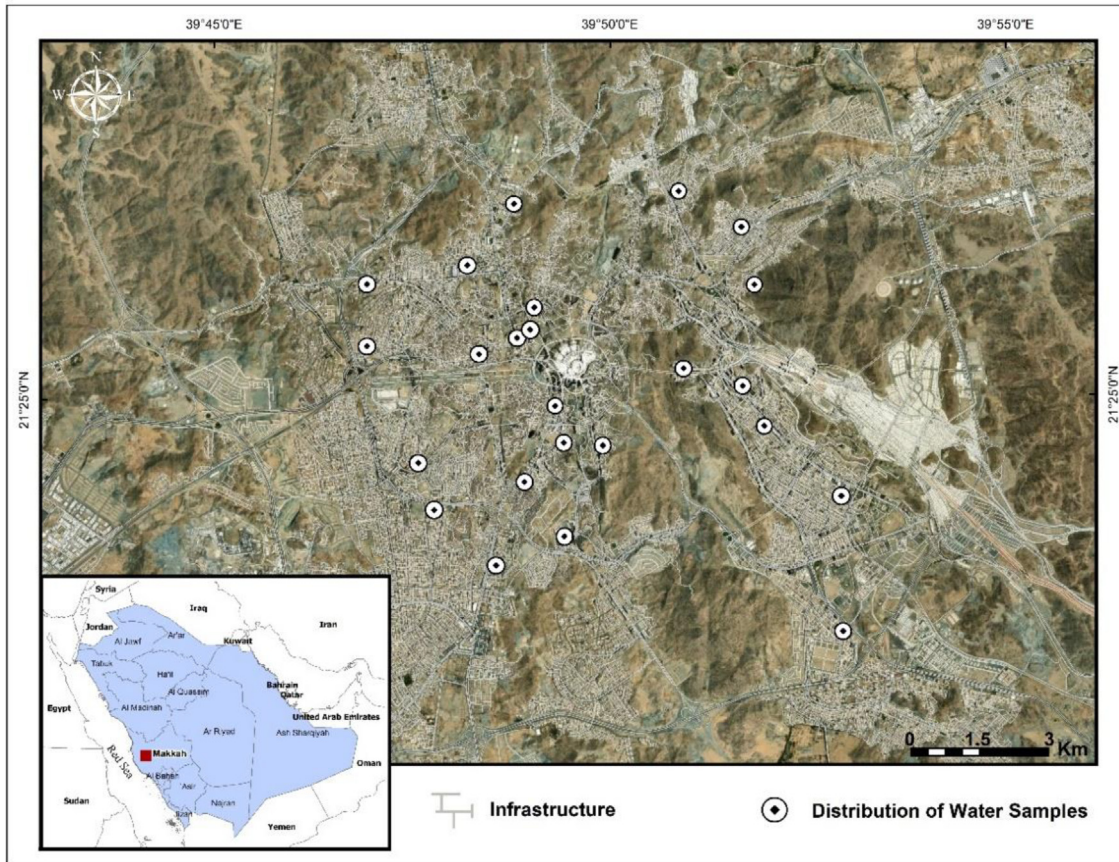 39°45'0"E
39°50'0"E
39°55'0"E
N
W E
S
21°25'0"N
21°25'0"N
0 1.5 3 Km
Syria
Iraq
Iran
Jordan
Kuwait
Al Jawf
Ar'ar
Tabuk
Ha'il
Al Quassim
Bahrain
Qatar
Egypt
Al Madinah
United Arab Emirates
Ar Riyad
Ash Sharqiyah
Makkah
Red Sea
Al Bahah
Oman
Asir
Sudan
Najran
Jizan
Yemen
Infrastructure
Distribution of Water Samples